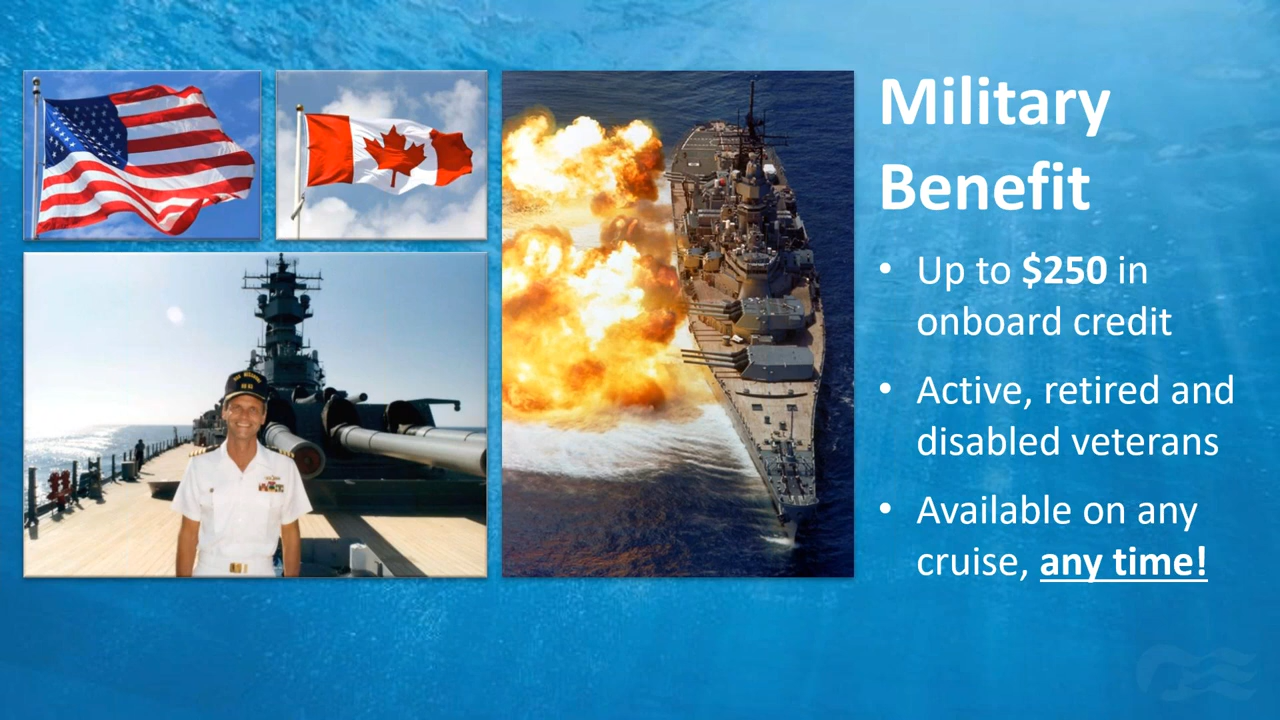 Military
Benefit
• Up to $250 in
onboard credit
• Active, retired and
disabled veterans
• Available on any
cruise, any time!